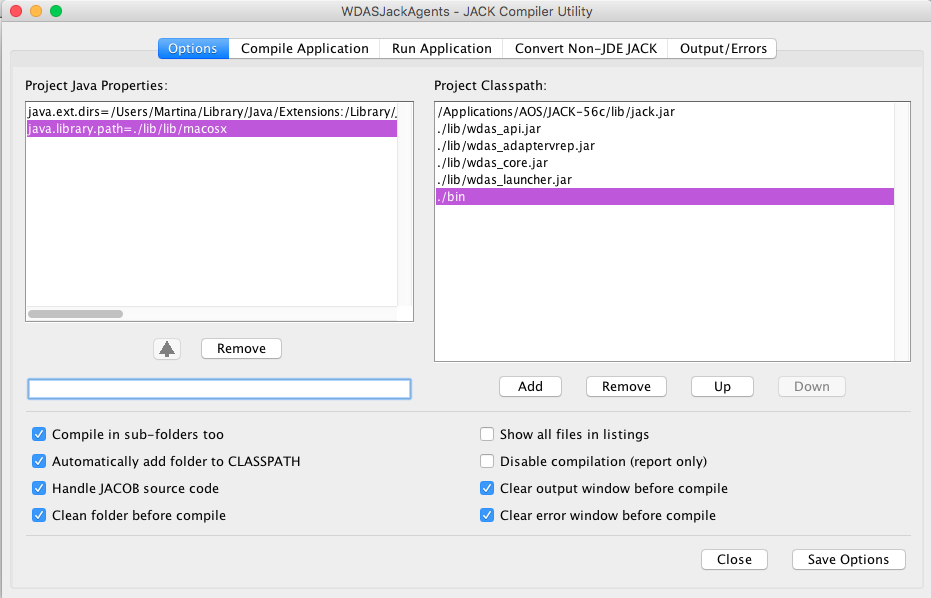 WDASJackAgents - JACK Compiler Utility
Options
Compile Application
Run Application
Convert Non-JDE JACK
Output/Errors
Project Java Properties:
java.ext.dirs=/Users/Martina/Library/Java/Extensions:/Library/
java.library.path=./lib/lib/macosx
Remove
Project Classpath:
/Applications/AOS/JACK-56c/lib/jack.jar
./lib/wdas_api.jar
./lib/wdas_adaptervrep.jar
./lib/wdas_core.jar
./lib/wdas_launcher.jar
./bin
Add
Remove
Up
Down
Compile in sub-folders too
Automatically add folder to CLASSPATH
Handle JACOB source code
Clean folder before compile
Show all files in listings
Disable compilation (report only)
Clear output window before compile
Clear error window before compile
Close
Save Options